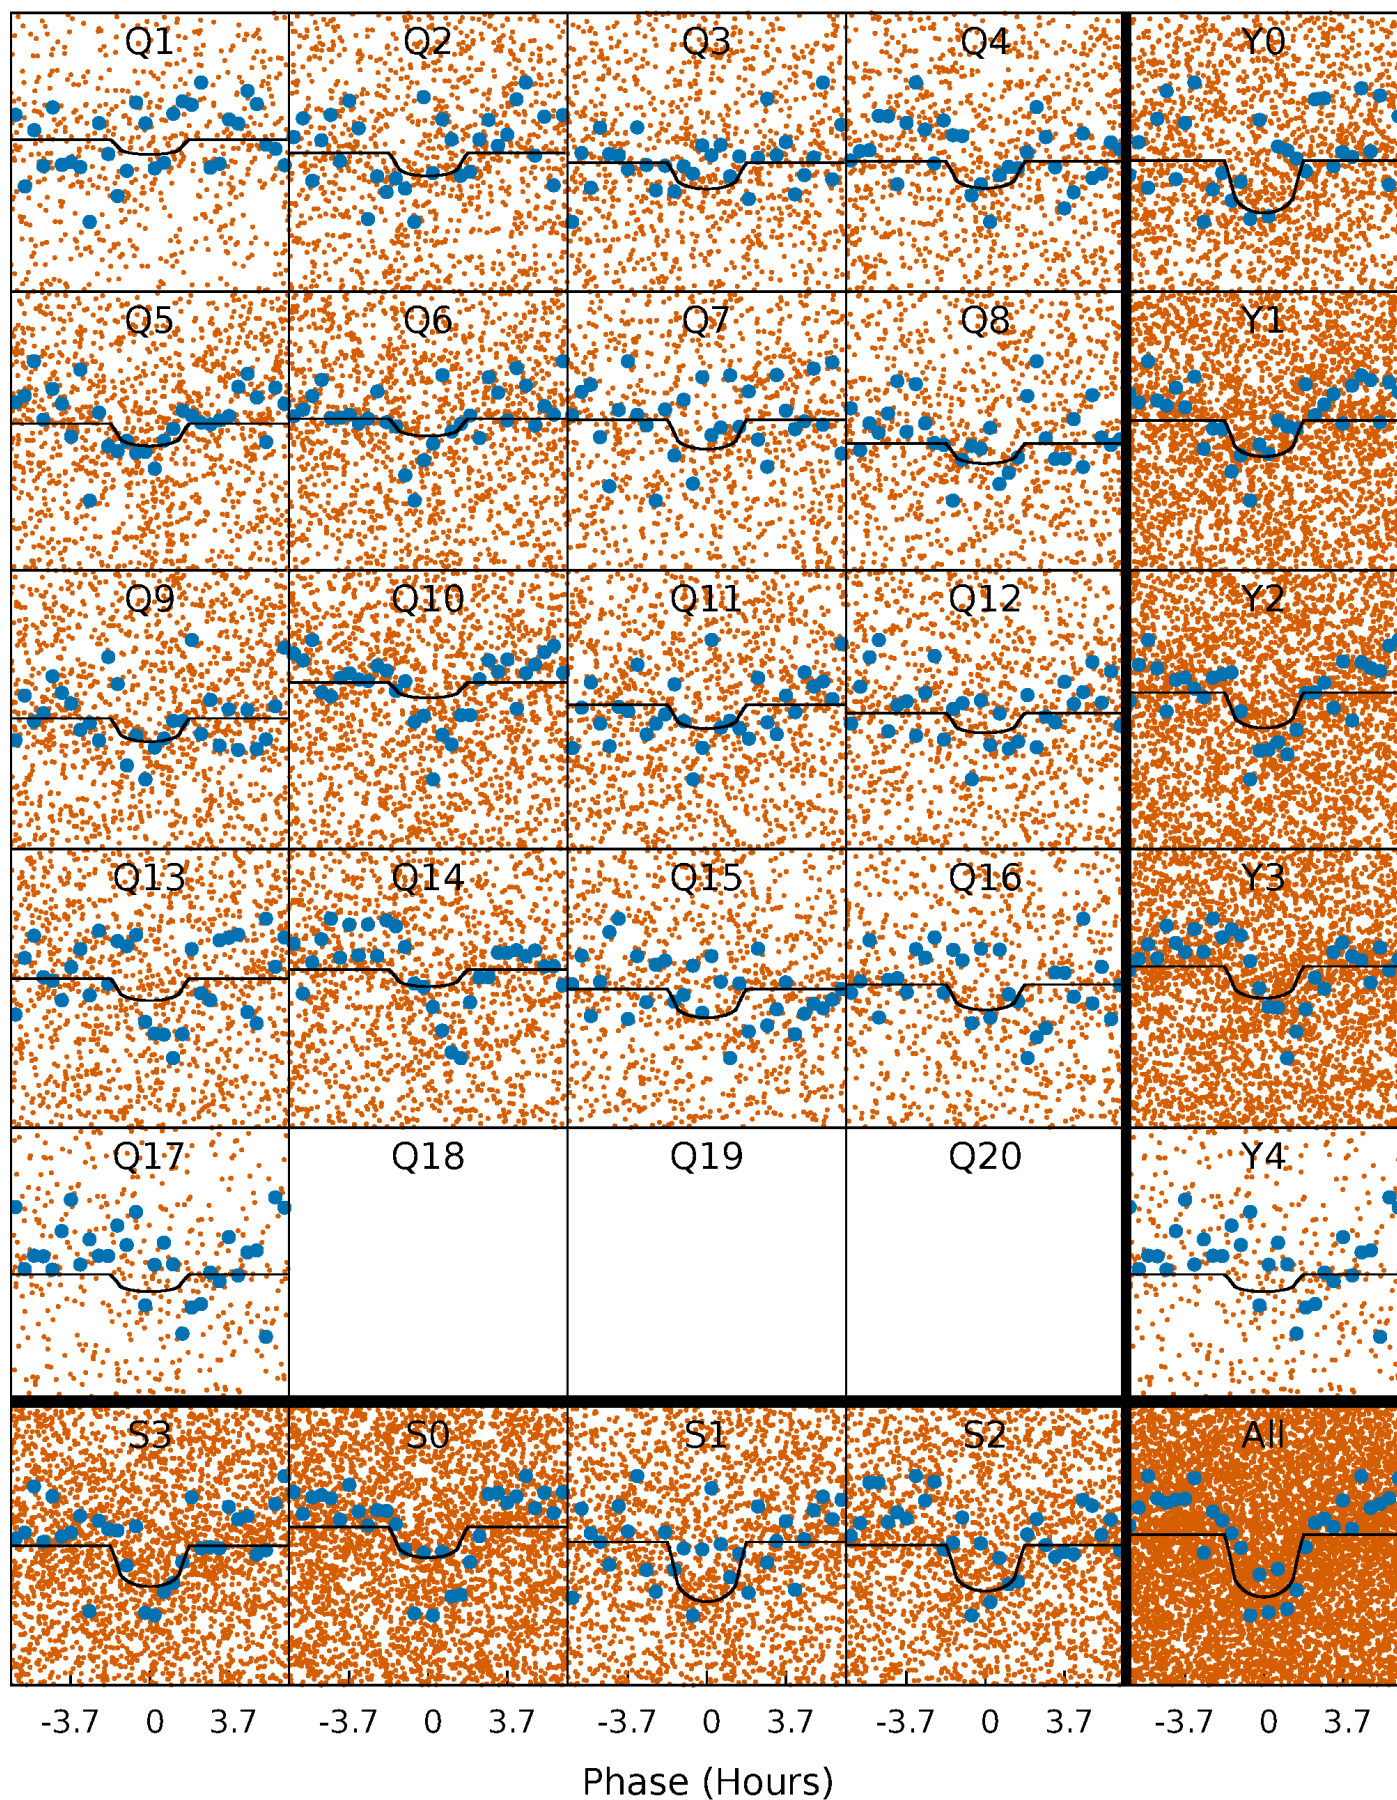 Q1 Q2 Q3 Q4 Y0
Q5 Q6 Q7 Q8 Y1
Q9 Q10 Q11 Q12 Y2
Q13 Q14 Q15 Q16 Y3
Q17 Q18 Q19 Q20 Y4
S3 S0 S1 S2 All
-3.7 0 3.7 -3.7 0 3.7 -3.7 0 3.7 -3.7 0 3.7 -3.7 0 3.7
Phase (Hours)